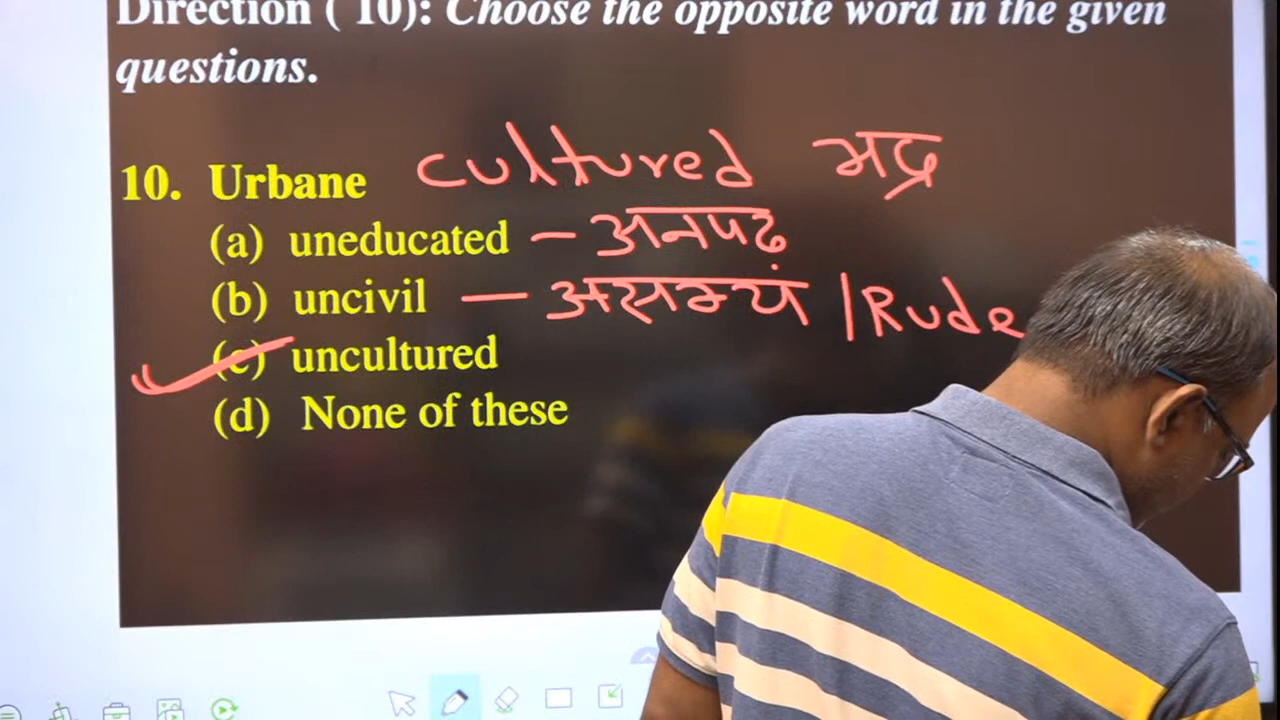 Direction ( 10): Choose the opposite word in the given
questions.
10. Urbane cultured भद्र
(a) uneducated – अनपढ़
(b) uncivil – असभ्य / Rude
(c) uncultured
(d) None of these